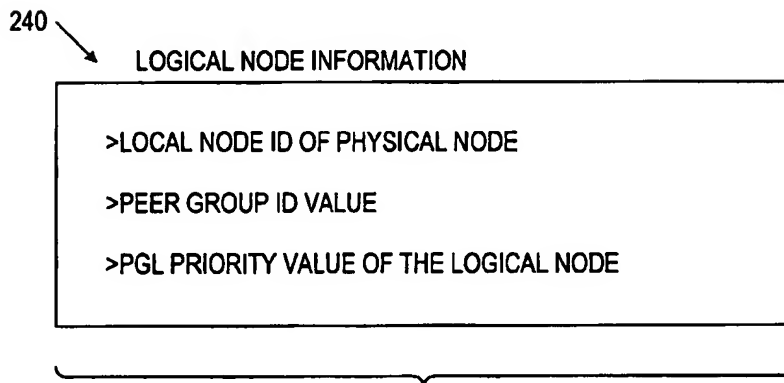 240
LOGICAL NODE INFORMATION
>LOCAL NODE ID OF PHYSICAL NODE
>PEER GROUP ID VALUE
>PGL PRIORITY VALUE OF THE LOGICAL NODE